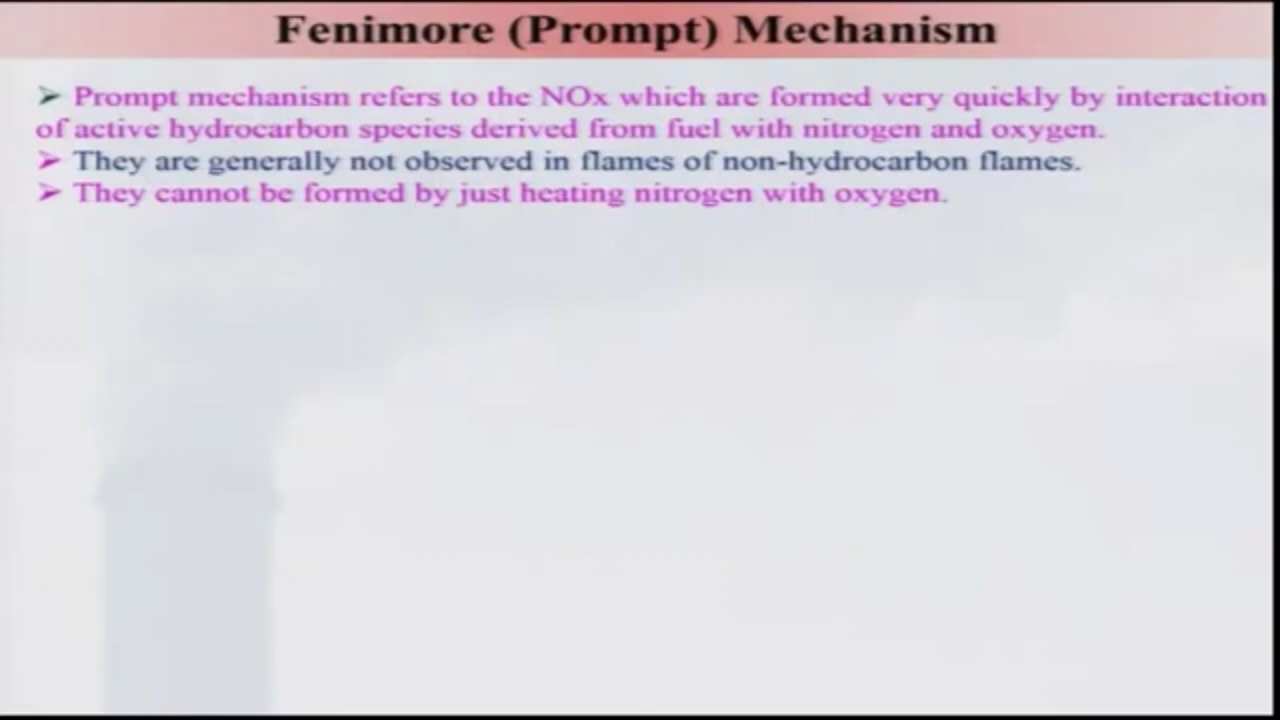 Fenimore (Prompt) Mechanism
➢ Prompt mechanism refers to the NOx which are formed very quickly by interaction
of active hydrocarbon species derived from fuel with nitrogen and oxygen.
➢ They are generally not observed in flames of non-hydrocarbon flames.
➢ They cannot be formed by just heating nitrogen with oxygen.